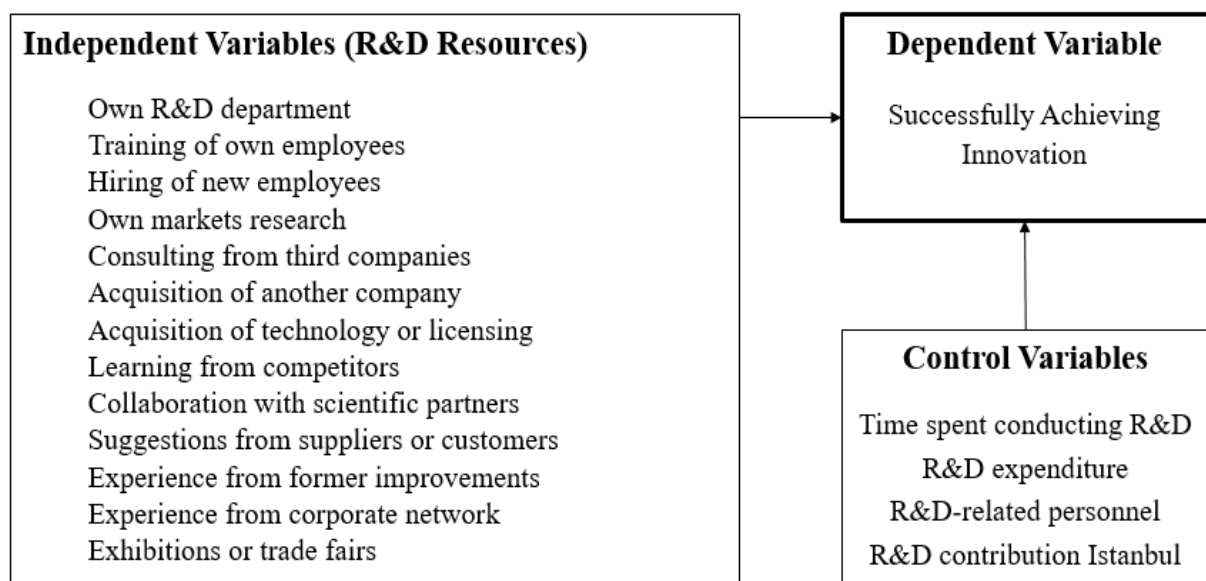 Independent Variables (R&D Resources)
Own R&D department
Training of own employees
Hiring of new employees
Own markets research
Consulting from third companies
Acquisition of another company
Acquisition of technology or licensing
Learning from competitors
Collaboration with scientific partners
Suggestions from suppliers or customers
Experience from former improvements
Experience from corporate network
Exhibitions or trade fairs
Dependent Variable
Successfully Achieving
Innovation
Control Variables
Time spent conducting R&D
R&D expenditure
R&D-related personnel
R&D contribution Istanbul